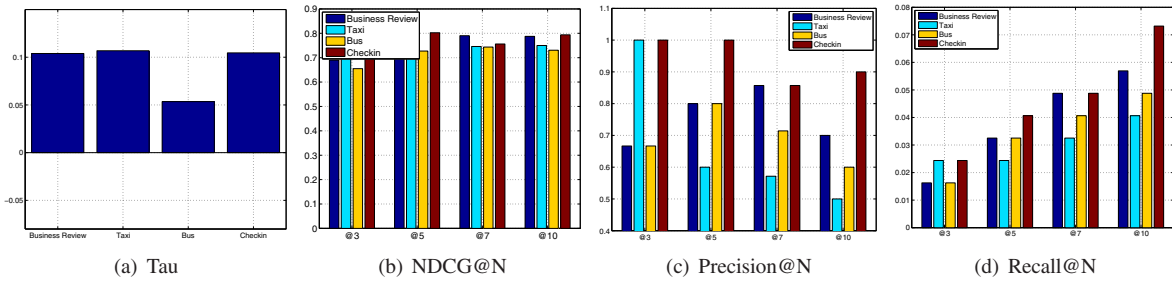 0.1
0.05
0
−0.05
Business Review
Taxi
Bus
Checkin
(a) Tau
0.9
0.8
0.7
0.6
0.5
0.4
0.3
0.2
0.1
0
Business Review
Taxi
Bus
Checkin
@3
@5
@7
@10
(b) NDCG@N
1.1
1
0.9
0.8
0.7
0.6
0.5
0.4
Business Review
Taxi
Bus
Checkin
@3
@5
@7
@10
(c) Precision@N
0.08
0.07
0.06
0.05
0.04
0.03
0.02
0.01
0
Business Review
Taxi
Bus
Checkin
@3
@5
@7
@10
(d) Recall@N